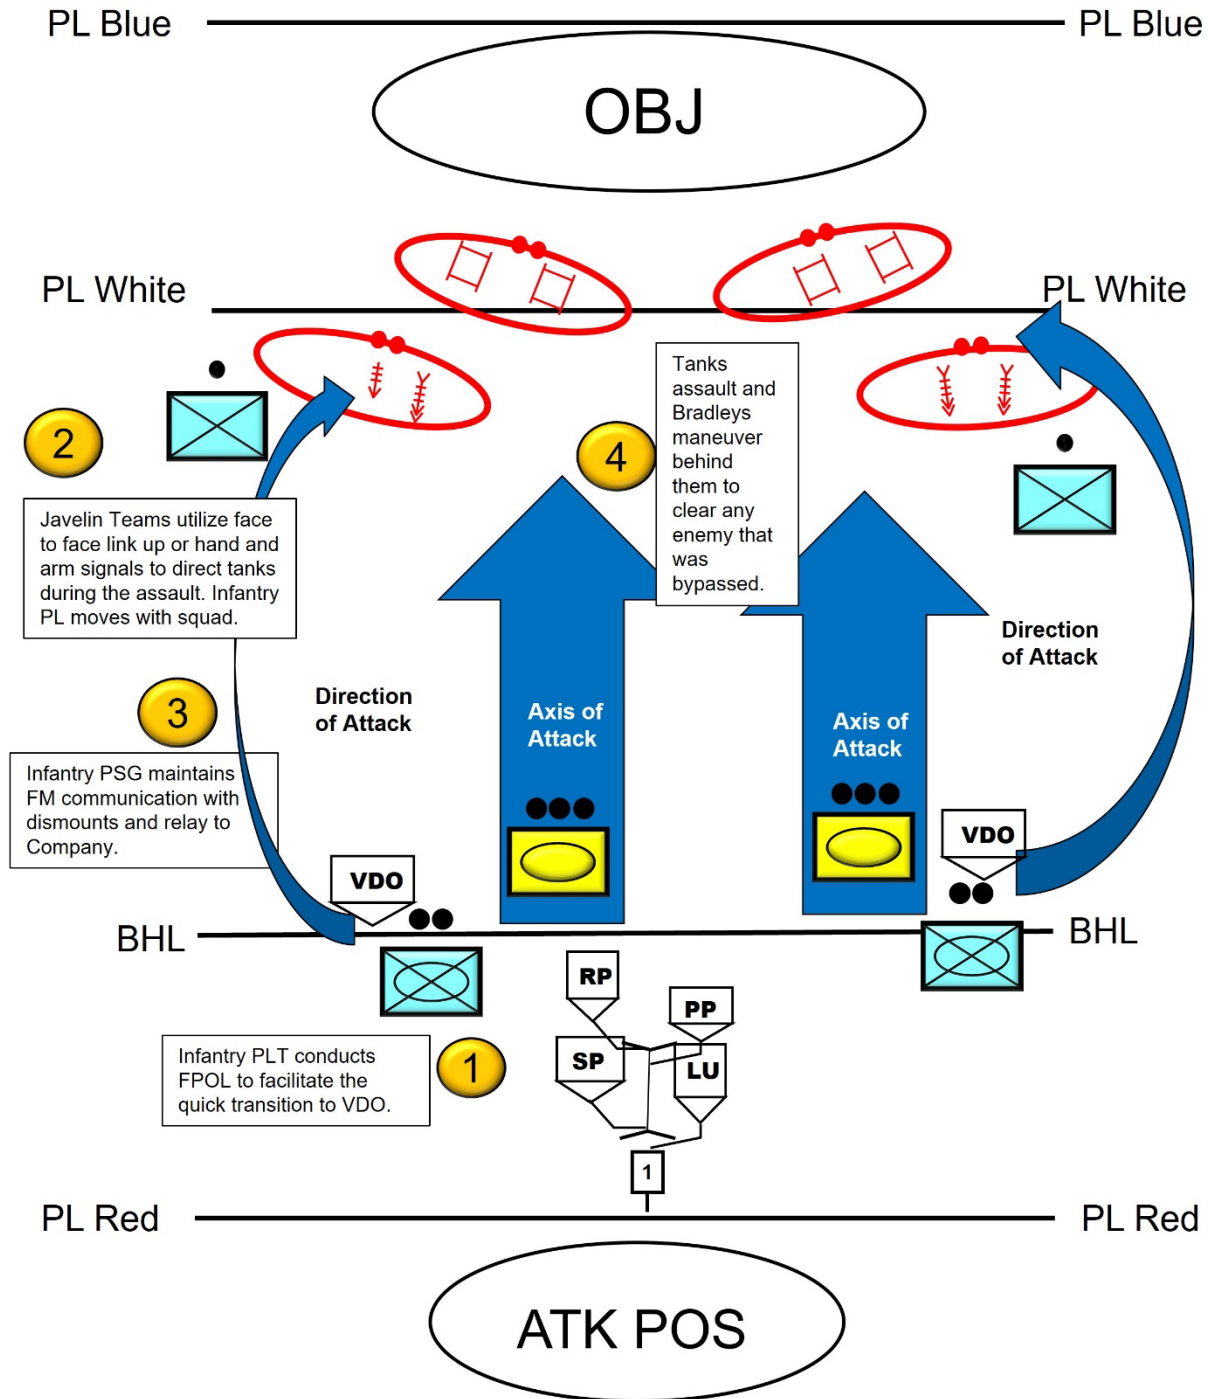 PL Blue
PL Blue
OBJ
PL White
PL White
2
Javelin Teams utilize face
to face link up or hand and
arm signals to direct tanks
during the assault. Infantry
PL moves with squad.
4
Tanks
assault and
Bradleys
maneuver
behind
them to
clear any
enemy that
was
bypassed.
Direction
of Attack
3
Infantry PSG maintains
FM communication with
dismounts and relay to
Company.
Direction
of Attack
Axis of
Attack
Axis of
Attack
VDO
VDO
BHL
BHL
RP
PP
SP
LU
1
Infantry PLT conducts
FPOL to facilitate the
quick transition to VDO.
1
PL Red
PL Red
ATK POS